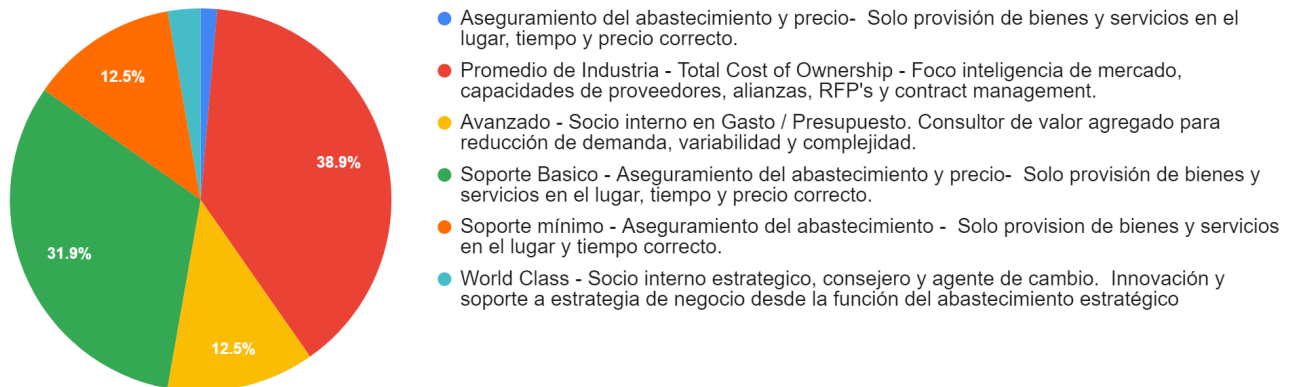 12.5%
38.9%
31.9%
12.5%
Aseguramiento del abastecimiento y precio-  Solo provisión de bienes y servicios en el
lugar, tiempo y precio correcto.
Promedio de Industria - Total Cost of Ownership - Foco inteligencia de mercado,
capacidades de proveedores, alianzas, RFP's y contract management.
Avanzado - Socio interno en Gasto / Presupuesto. Consultor de valor agregado para
reducción de demanda, variabilidad y complejidad.
Soporte Basico - Aseguramiento del abastecimiento y precio-  Solo provisión de bienes y
servicios en el lugar, tiempo y precio correcto.
Soporte mínimo - Aseguramiento del abastecimiento -  Solo provision de bienes y servicios
en el lugar y tiempo correcto.
World Class - Socio interno estrategico, consejero y agente de cambio.  Innovación y
soporte a estrategia de negocio desde la función del abastecimiento estratégico